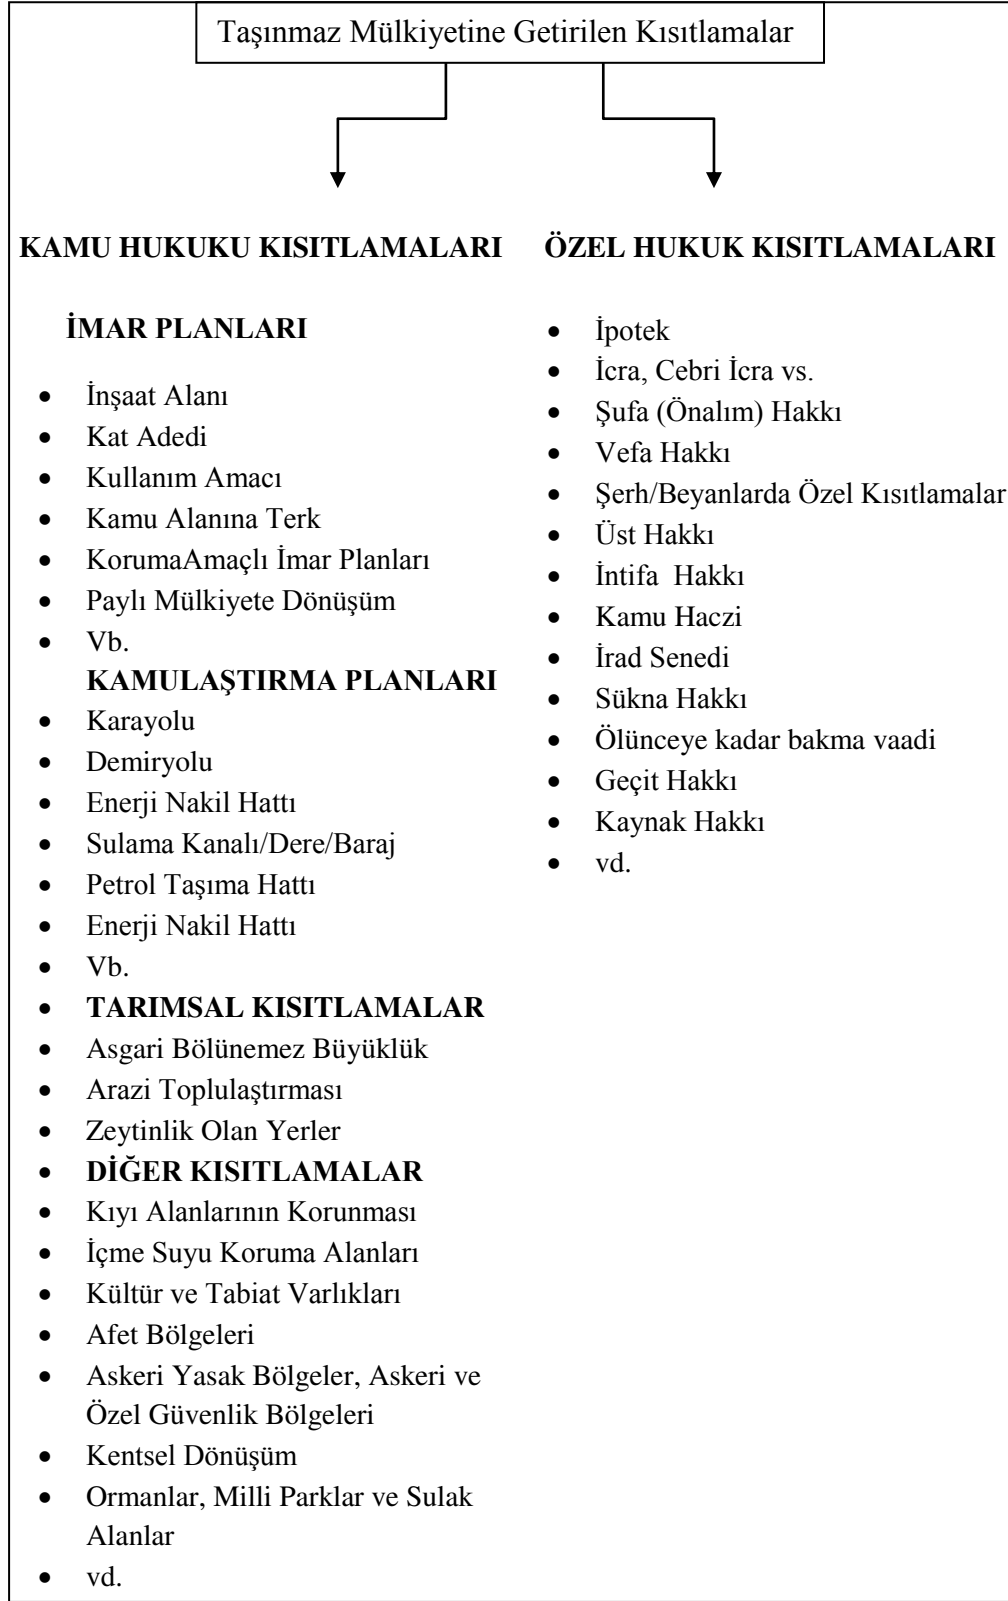 Taşınmaz Mülkiyetine Getirilen Kısıtlamalar
KAMU HUKUKU KISITLAMALARI
İMAR PLANLARI
• İnşaat Alanı
• Kat Adedi
• Kullanım Amacı
• Kamu Alanına Terk
• KorumaAmaçlı İmar Planları
• Paylı Mülkiyete Dönüşüm
• Vb.
KAMULAŞTIRMA PLANLARI
• Karayolu
• Demiryolu
• Enerji Nakil Hattı
• Sulama Kanalı/Dere/Baraj
• Petrol Taşıma Hattı
• Enerji Nakil Hattı
• Vb.
• TARIMSAL KISITLAMALAR
• Asgari Bölünemez Büyüklük
• Arazi Toplulaştırması
• Zeytinlik Olan Yerler
• DİĞER KISITLAMALAR
• Kıyı Alanlarının Korunması
• İçme Suyu Koruma Alanları
• Kültür ve Tabiat Varlıkları
• Afet Bölgeleri
• Askeri Yasak Bölgeler, Askeri ve
Özel Güvenlik Bölgeleri
• Kentsel Dönüşüm
• Ormanlar, Milli Parklar ve Sulak
Alanlar
• vd.
ÖZEL HUKUK KISITLAMALARI
• İpotek
• İcra, Cebri İcra vs.
• Şufa (Önalım) Hakkı
• Vefa Hakkı
• Şerh/Beyanlarda Özel Kısıtlamalar
• Üst Hakkı
• İntifa  Hakkı
• Kamu Haczi
• İrad Senedi
• Sükna Hakkı
• Ölünceye kadar bakma vaadi
• Geçit Hakkı
• Kaynak Hakkı
• vd.